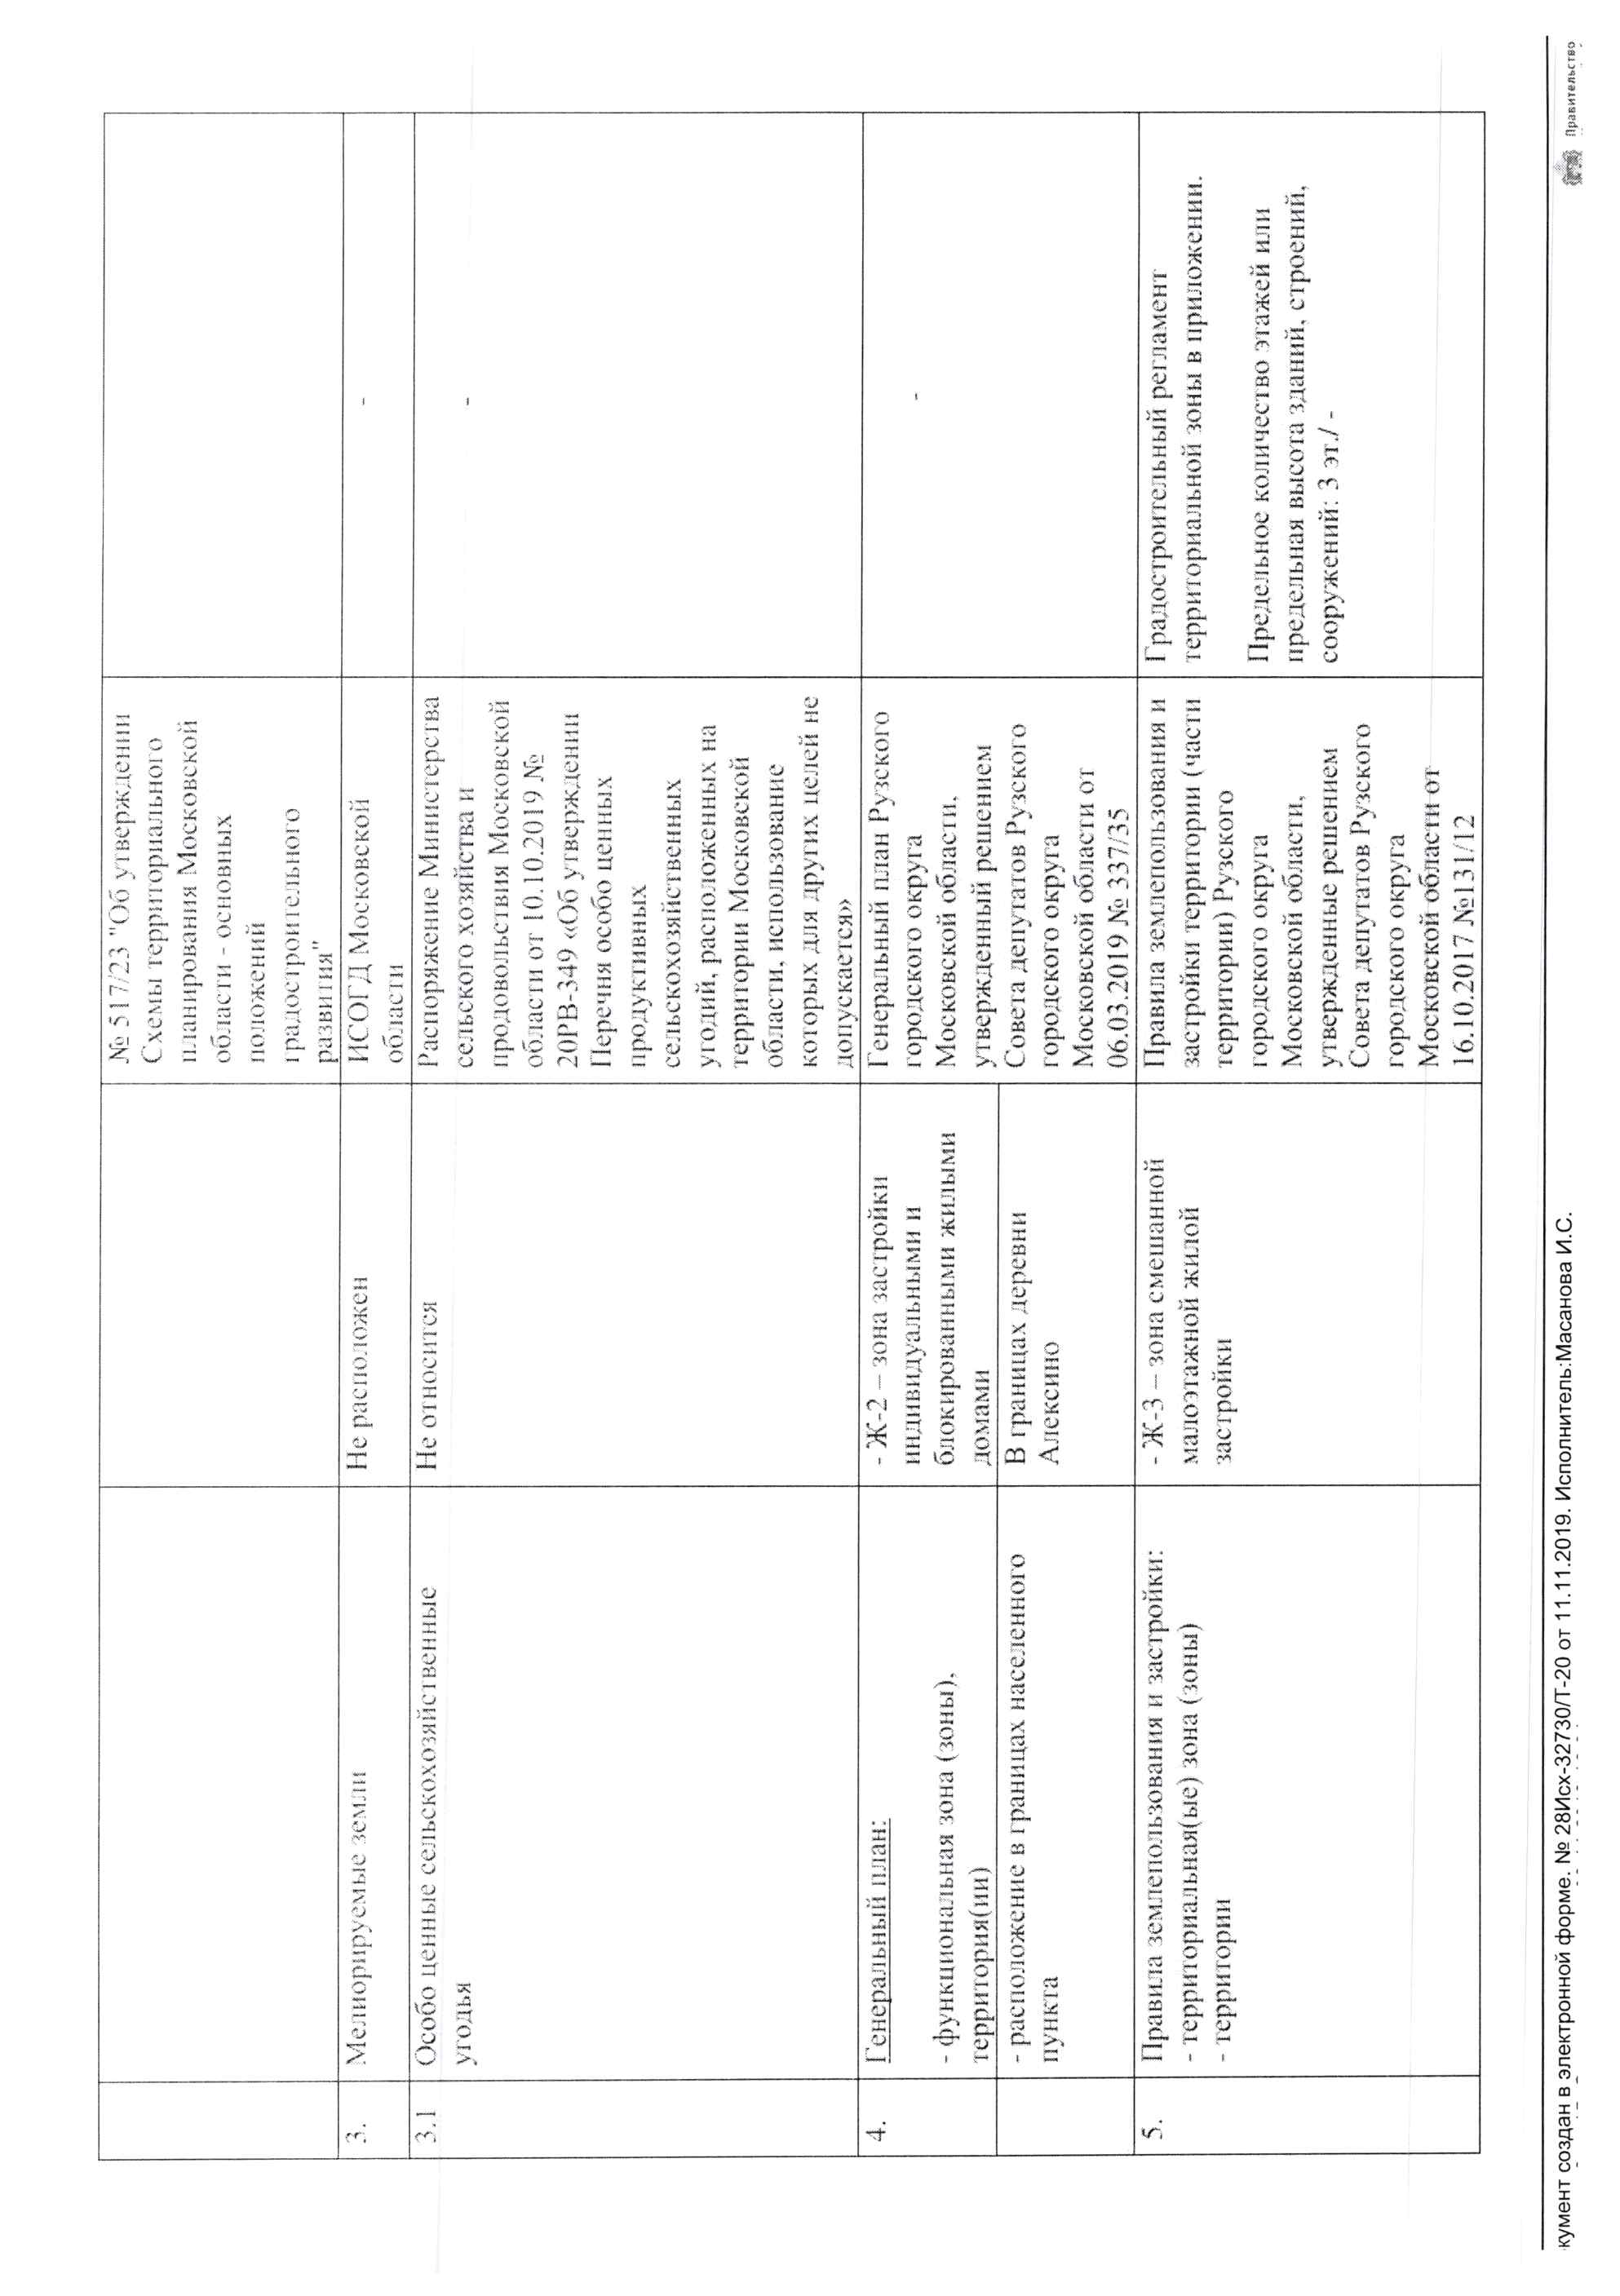 № 517/23 "Об утверждении
Схемы территориального
планирования Московской
области - основных
положений
градостроительного
развития"
3.
Мелиорируемые земли
Не расположен
ИСОГД Московской
области
-
3.1
Особо ценные сельскохозяйственные
угодья
Не относится
Распоряжение Министерства
сельского хозяйства и
продовольствия Московской
области от 10.10.2019 №
20РВ-349 «Об утверждении
Перечня особо ценных
продуктивных
сельскохозяйственных
угодий, расположенных на
территории Московской
области, использование
которых для других целей не
допускается»
-
4.
Генеральный план:
- функциональная зона (зоны),
территория(ии)
- Ж-2 – зона застройки
индивидуальными и
блокированными жилыми
домами
Генеральный план Рузского
городского округа
Московской области,
утвержденный решением
Совета депутатов Рузского
городского округа
Московской области от
06.03.2019 № 337/35
-
- расположение в границах населенного
пункта
В границах деревни
Алексино
5.
Правила землепользования и застройки:
- территориальная(ые) зона (зоны)
- территории
- Ж-3 – зона смешанной
малоэтажной жилой
застройки
Правила землепользования и
застройки территории (части
территории) Рузского
городского округа
Московской области,
утвержденные решением
Совета депутатов Рузского
городского округа
Московской области от
16.10.2017 №131/12
Градостроительный регламент
территориальной зоны в приложении.
Предельное количество этажей или
предельная высота зданий, строений,
сооружений: 3 эт./ -
кумент создан в электронной форме. № 28Исх-32730/Т-20 от 11.11.2019. Исполнитель:Масанова И.С.
Правительство